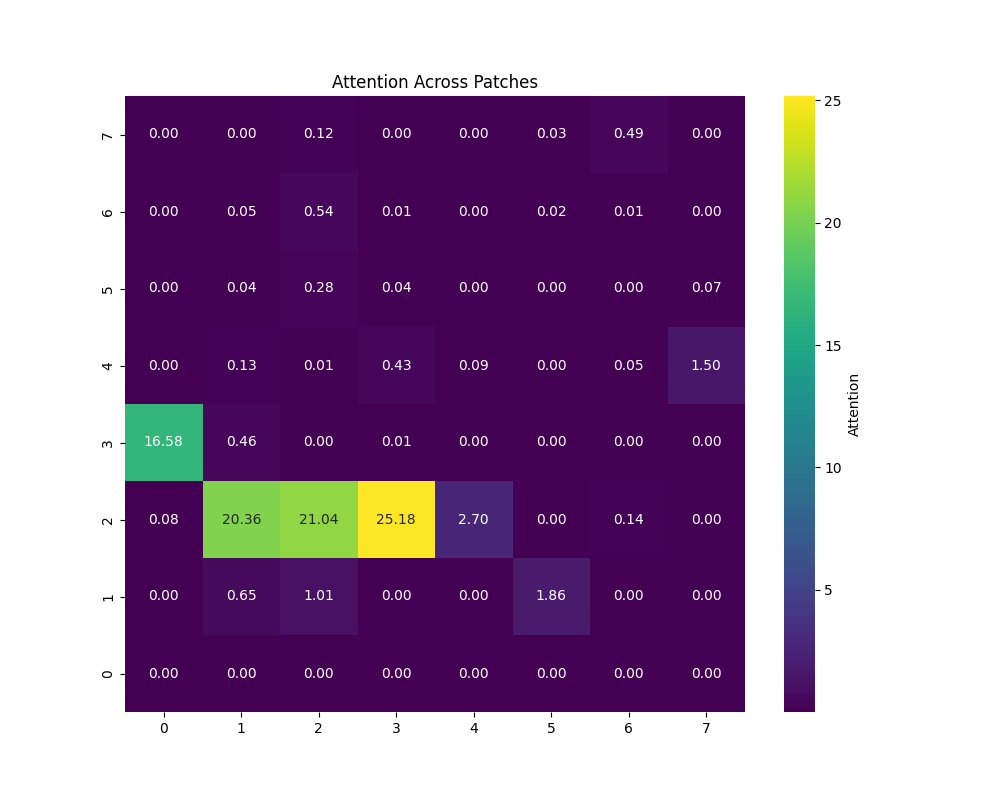 Attention Across Patches
7 0.00 0.00 0.12 0.00 0.00 0.03 0.49 0.00
6 0.00 0.05 0.54 0.01 0.00 0.02 0.01 0.00
5 0.00 0.04 0.28 0.04 0.00 0.00 0.00 0.07
4 0.00 0.13 0.01 0.43 0.09 0.00 0.05 1.50
3 16.58 0.46 0.00 0.01 0.00 0.00 0.00 0.00
2 0.08 20.36 21.04 25.18 2.70 0.00 0.14 0.00
1 0.00 0.65 1.01 0.00 0.00 1.86 0.00 0.00
0 0.00 0.00 0.00 0.00 0.00 0.00 0.00 0.00
0 1 2 3 4 5 6 7
25
20
15
10
5
Attention